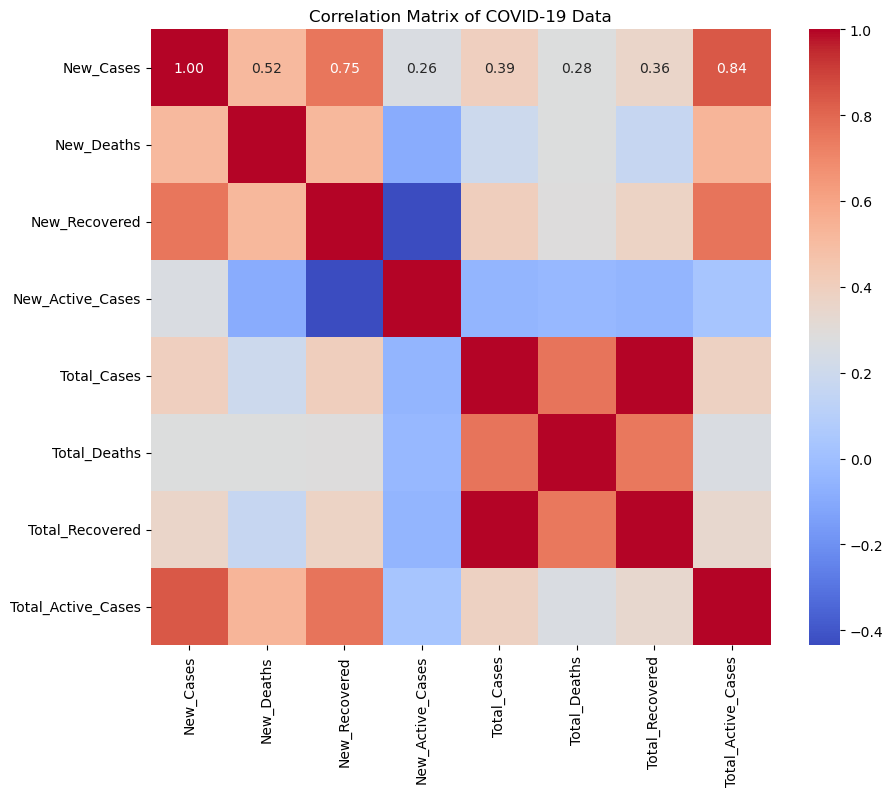 Correlation Matrix of COVID-19 Data
New_Cases
1.00 0.52 0.75 0.26 0.39 0.28 0.36 0.84
New_Deaths
New_Recovered
New_Active_Cases
Total_Cases
Total_Deaths
Total_Recovered
Total_Active_Cases
New_Cases
New_Deaths
New_Recovered
New_Active_Cases
Total_Cases
Total_Deaths
Total_Recovered
Total_Active_Cases
1.0
0.8
0.6
0.4
0.2
0.0
−0.2
−0.4